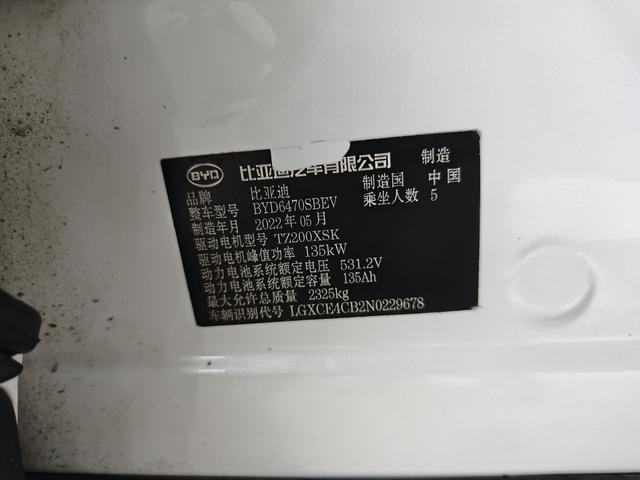 BYD 比亚迪汽车有限公司 制造
品牌 比亚迪 制造国 中国
整车型号 BYD6470SBEV 乘坐人数 5
制造年月 2022年05月
驱动电机型号 TZ200XSK
驱动电机峰值功率 135kW
动力电池系统额定电压 531.2V
动力电池系统额定容量 135Ah
最大允许总质量 2325kg
车辆识别代号 LGXCE4CB2N0229678